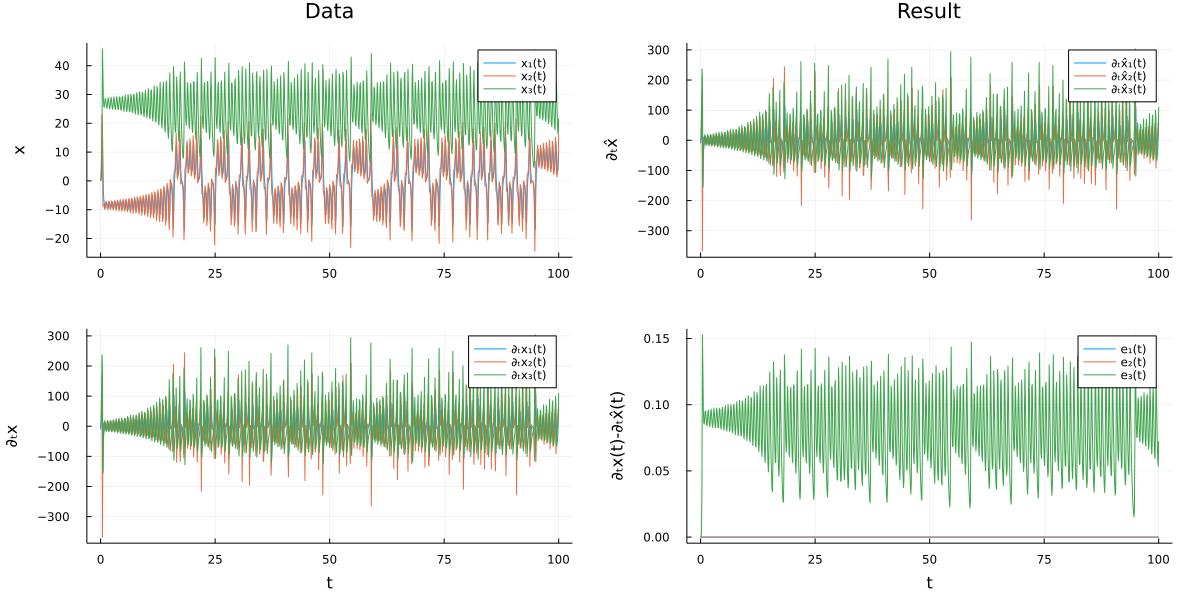 Data
x
40
30
20
10
0
−10
−20
x₁(t)
x₂(t)
x₃(t)
0
25
50
75
100
Result
∂ₜx̂
300
200
100
0
−100
−200
−300
∂ₜx̂₁(t)
∂ₜx̂₂(t)
∂ₜx̂₃(t)
0
25
50
75
100
∂ₜx
300
200
100
0
−100
−200
−300
∂ₜx₁(t)
∂ₜx₂(t)
∂ₜx₃(t)
0
25
50
75
100
t
∂ₜx(t)-∂ₜx̂(t)
0.15
0.10
0.05
0.00
e₁(t)
e₂(t)
e₃(t)
0
25
50
75
100
t